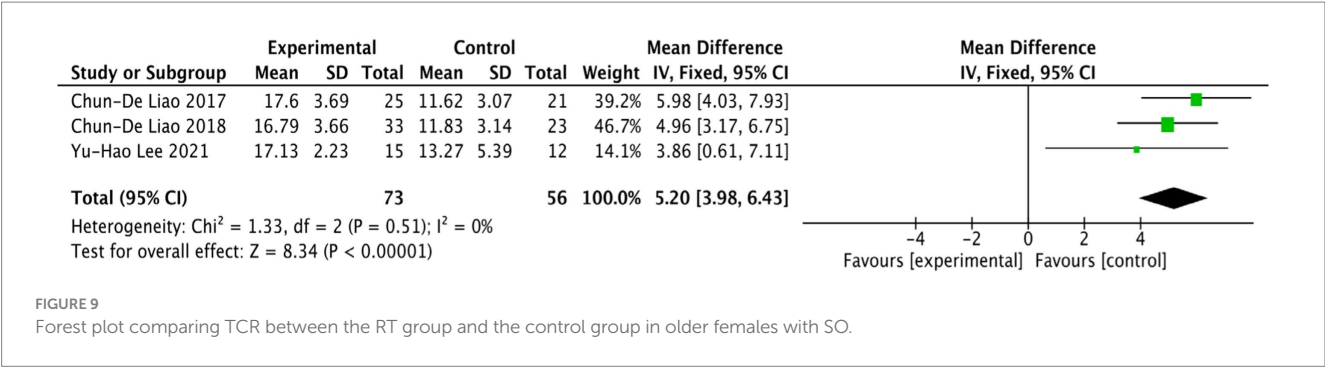 Experimental Control Mean Difference Mean Difference
Study or Subgroup Mean SD Total Mean SD Total Weight IV, Fixed, 95% CI IV, Fixed, 95% CI
Chun-De Liao 2017 17.6 3.69 25 11.62 3.07 21 39.2% 5.98 [4.03, 7.93]
Chun-De Liao 2018 16.79 3.66 33 11.83 3.14 23 46.7% 4.96 [3.17, 6.75]
Yu-Hao Lee 2021 17.13 2.23 15 13.27 5.39 12 14.1% 3.86 [0.61, 7.11]
Total (95% CI) 73 56 100.0% 5.20 [3.98, 6.43]
Heterogeneity: Chi² = 1.33, df = 2 (P = 0.51); I² = 0%
Test for overall effect: Z = 8.34 (P < 0.00001)
-4 -2 0 2 4
Favours [experimental] Favours [control]
FIGURE 9
Forest plot comparing TCR between the RT group and the control group in older females with SO.